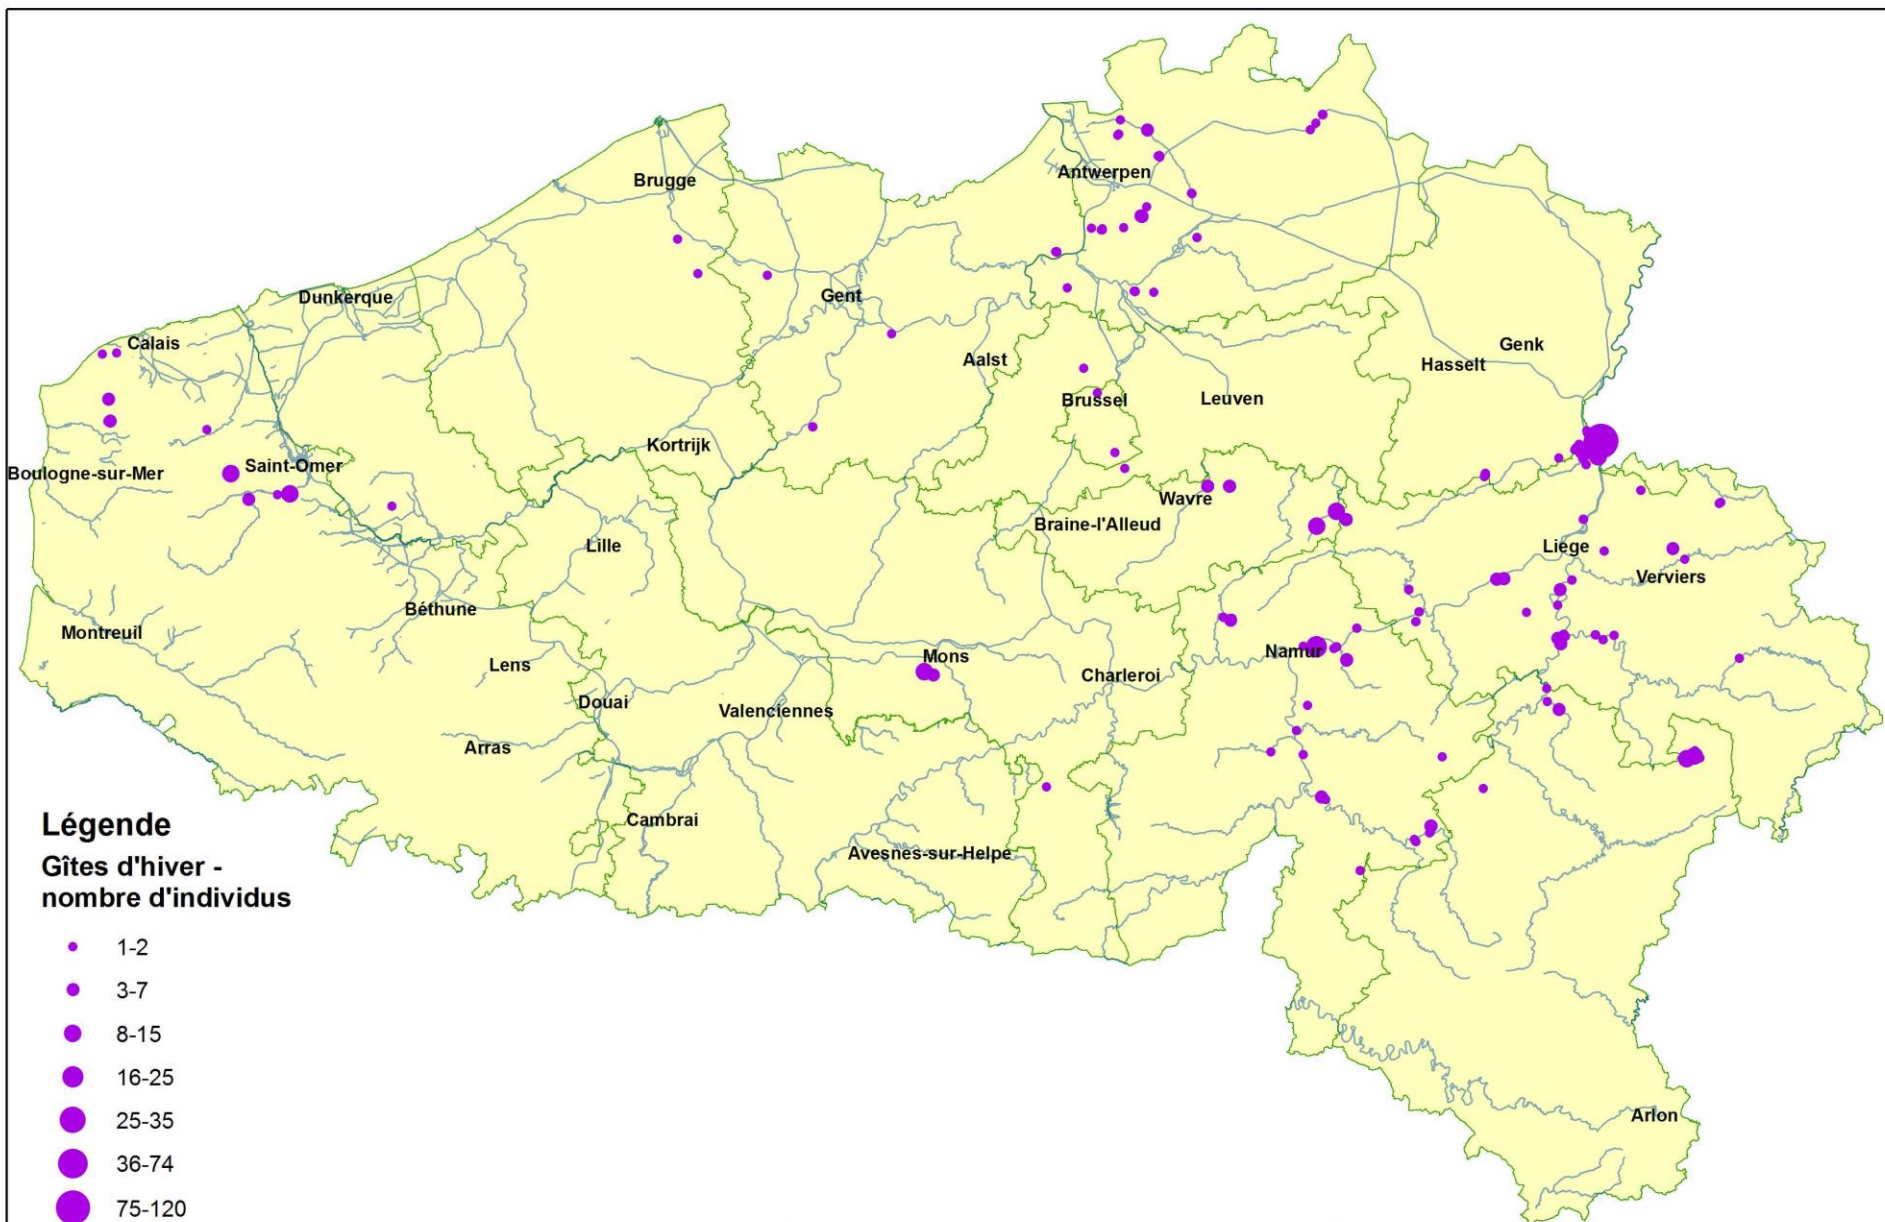 Brugge
Antwerpen
Dunkerque
Gent
Calais
Aalst
Genk
Hasselt
Brussel
Leuven
Kortrijk
Saint-Omer
Boulogne-sur-Mer
Wavre
Braine-l'Alleud
Lille
Liege
Verviers
Béthune
Montreuil
Lens
Mons
Namur
Charleroi
Douai
Valenciennes
Arras
Cambrai
Avesnes-sur-Helpe
Arlon
Légende
Gîtes d'hiver -
nombre d'individus
1-2
3-7
8-15
16-25
25-35
36-74
75-120